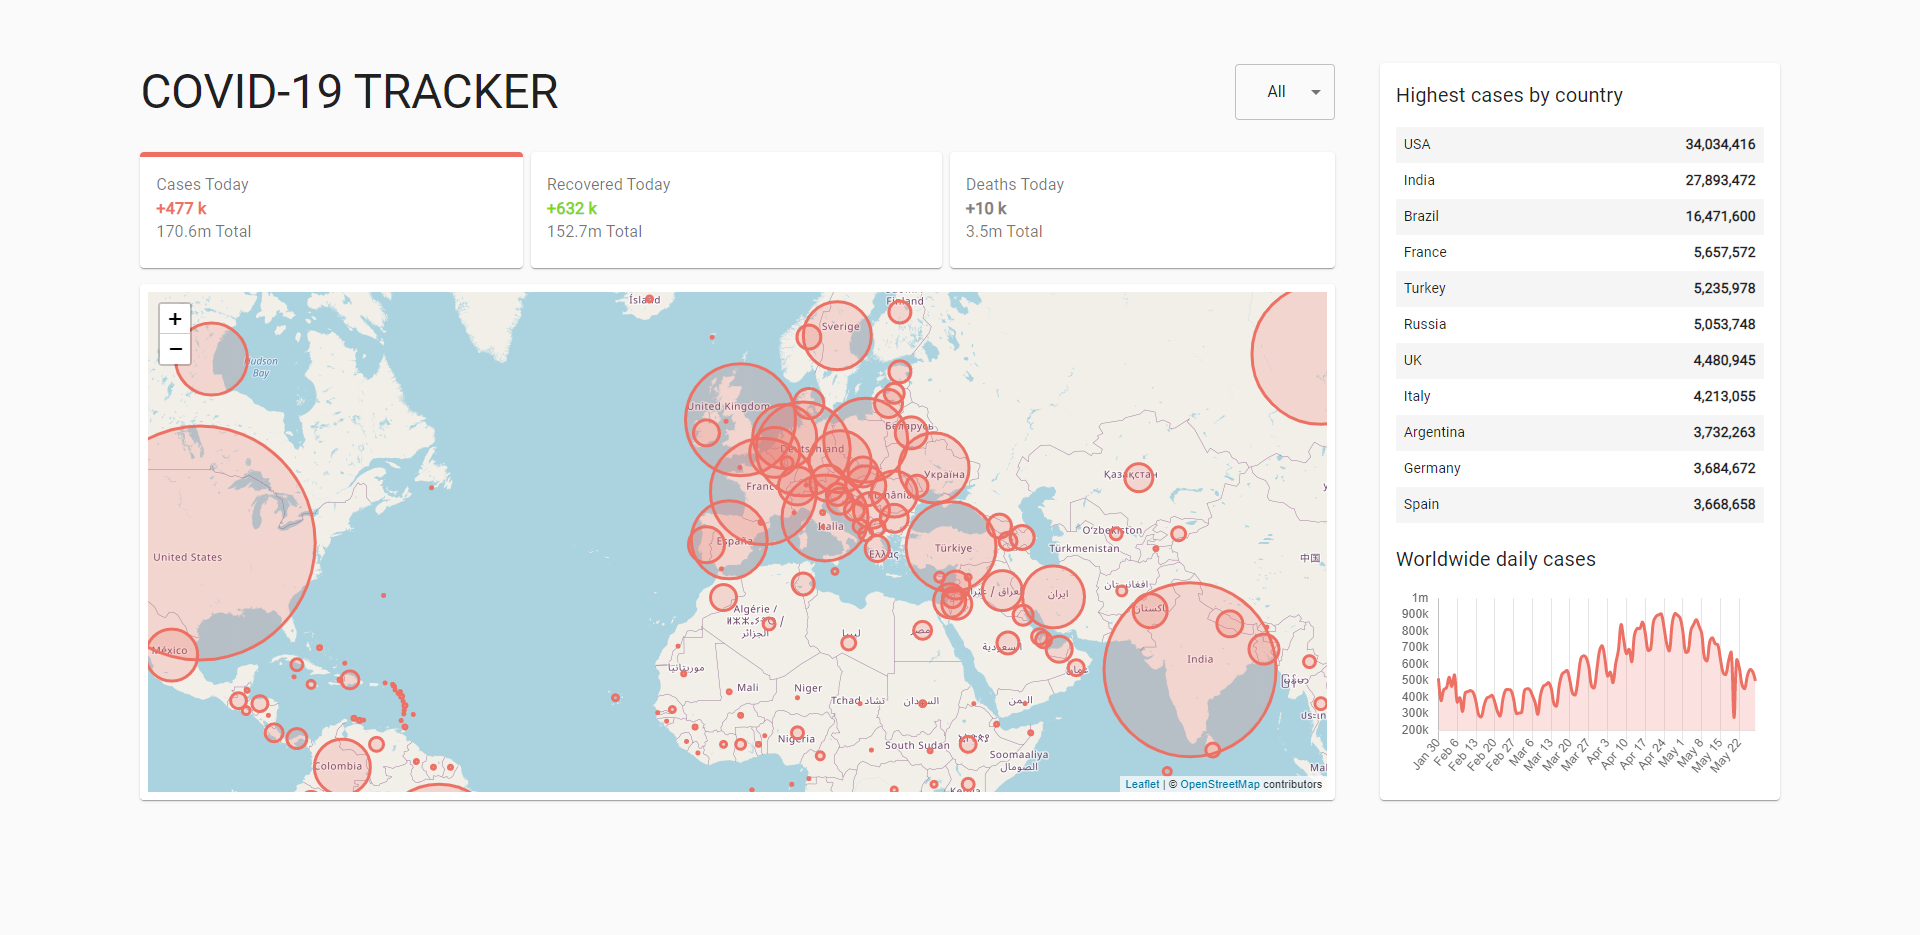 COVID-19 TRACKER
All
Cases Today
+477 k
170.6m Total
Recovered Today
+632 k
152.7m Total
Deaths Today
+10 k
3.5m Total
+
−
Hudson
Bay
Sverige
United Kingdom
Беларусь
Deutschland
Україна
Franc
România
Italia
España
Ελλάς
Türkiye
Қазақстан
O'zbekiston
Türkmenistan
افغانستان
ایران
پاکستان
中国
United States
México
Algérie /
الجزائر
ليبيا
مصر
السعودية
عمان
India
موريتانيا
Mali
Niger
Tchad تشاد
السودان
اليمن
Nigeria
South Sudan
Soomaaliya
الصومال
Colombia
Leaflet | © OpenStreetMap contributors
Highest cases by country
USA 34,034,416
India 27,893,472
Brazil 16,471,600
France 5,657,572
Turkey 5,235,978
Russia 5,053,748
UK 4,480,945
Italy 4,213,055
Argentina 3,732,263
Germany 3,684,672
Spain 3,668,658
Worldwide daily cases
1m
900k
800k
700k
600k
500k
400k
300k
200k
Jan 30
Feb 6
Feb 13
Feb 20
Feb 27
Mar 6
Mar 13
Mar 20
Mar 27
Apr 3
Apr 10
Apr 17
Apr 24
May 1
May 8
May 15
May 22